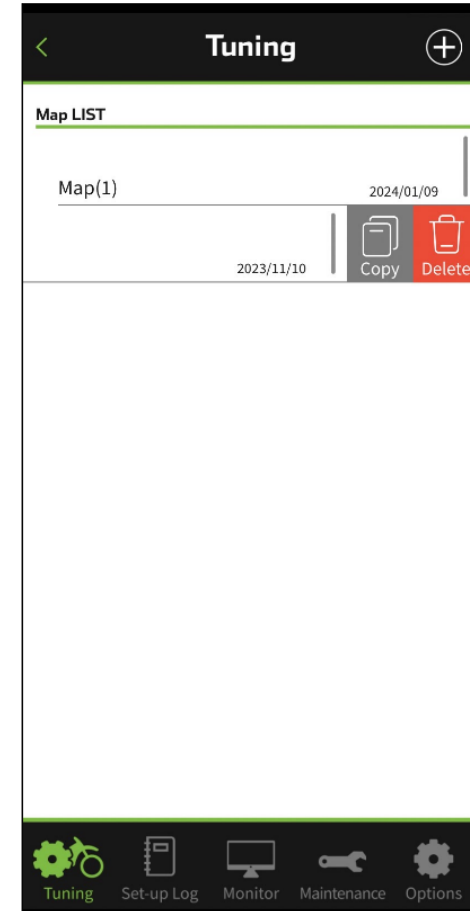 Tuning
Map LIST
Map(1) 2024/01/09
2023/11/10 Copy Delete
Tuning Set-up Log Monitor Maintenance Options